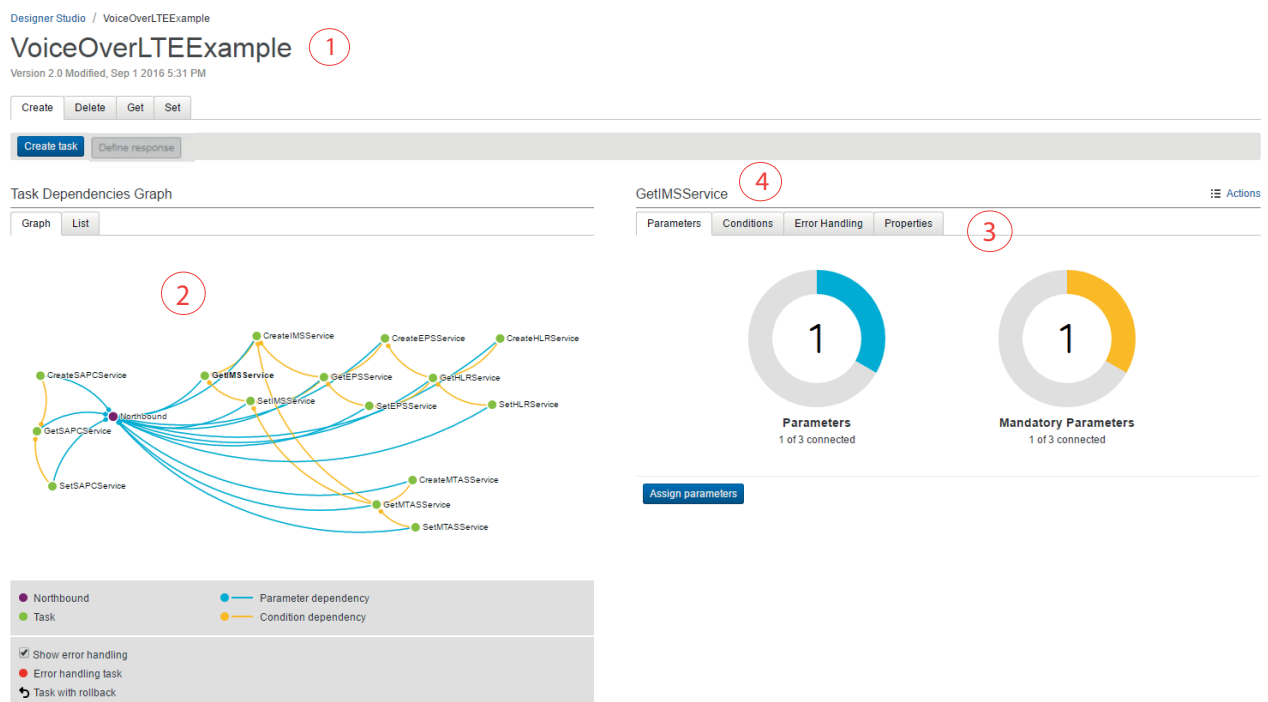 Designer Studio / VoiceOverLTEExample
VoiceOverLTEExample 1
Version 2.0 Modified, Sep 1 2016 5:31 PM
Create Delete Get Set
Create task Define response
Task Dependencies Graph
Graph List
2
CreateIMSService
CreateEPSService
CreateHLRService
CreateSAPCService
GetIMSService
GetEPSService
GetHLRService
SetIMSService
SetEPSService
SetHLRService
Northbound
GetSAPCService
SetSAPCService
CreateMTASService
GetMTASService
SetMTASService
Northbound
Task
Parameter dependency
Condition dependency
Show error handling
Error handling task
Task with rollback
GetIMSService 4
Actions
Parameters Conditions Error Handling Properties 3
1
Parameters
1 of 3 connected
1
Mandatory Parameters
1 of 3 connected
Assign parameters